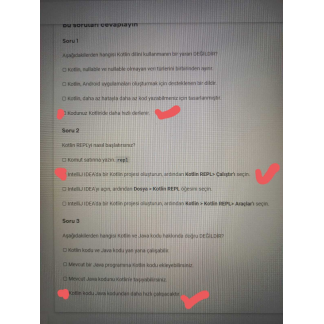 bu soruları cevaplayın
Soru 1
Aşağıdakilerden hangisi Kotlin dilini kullanmanın bir yararı DEĞİLDİR?
Kotlin, nullable ve nullable olmayan veri türlerini birbirinden ayırır.
Kotlin, Android uygulamaları oluşturmak için desteklenen bir dildir.
Kotlin, daha az hatayla daha az kod yazabilmeniz için tasarlanmıştır.
Kodunuz Kotlin'de daha hızlı derlenir.
Soru 2
Kotlin REPL'yi nasıl başlatırsınız?
Komut satırına yazın repl
IntelliJ IDEA'da bir Kotlin projesi oluşturun, ardından Kotlin REPL> Çalıştır'ı seçin.
IntelliJ IDEA'yı açın, ardından Dosya > Kotlin REPL öğesini seçin.
IntelliJ IDEA'da bir Kotlin projesi oluşturun, ardından Kotlin > Kotlin REPL> Araçlar'ı seçin.
Soru 3
Aşağıdakilerden hangisi Kotlin ve Java kodu hakkında doğru DEĞİLDİR?
Kotlin kodu ve Java kodu yan yana çalışabilir.
Mevcut bir Java programına Kotlin kodu ekleyebilirsiniz.
Mevcut Java kodunu Kotlin'e taşıyabilirsiniz.
Kotlin kodu Java kodundan daha hızlı çalışacaktır.